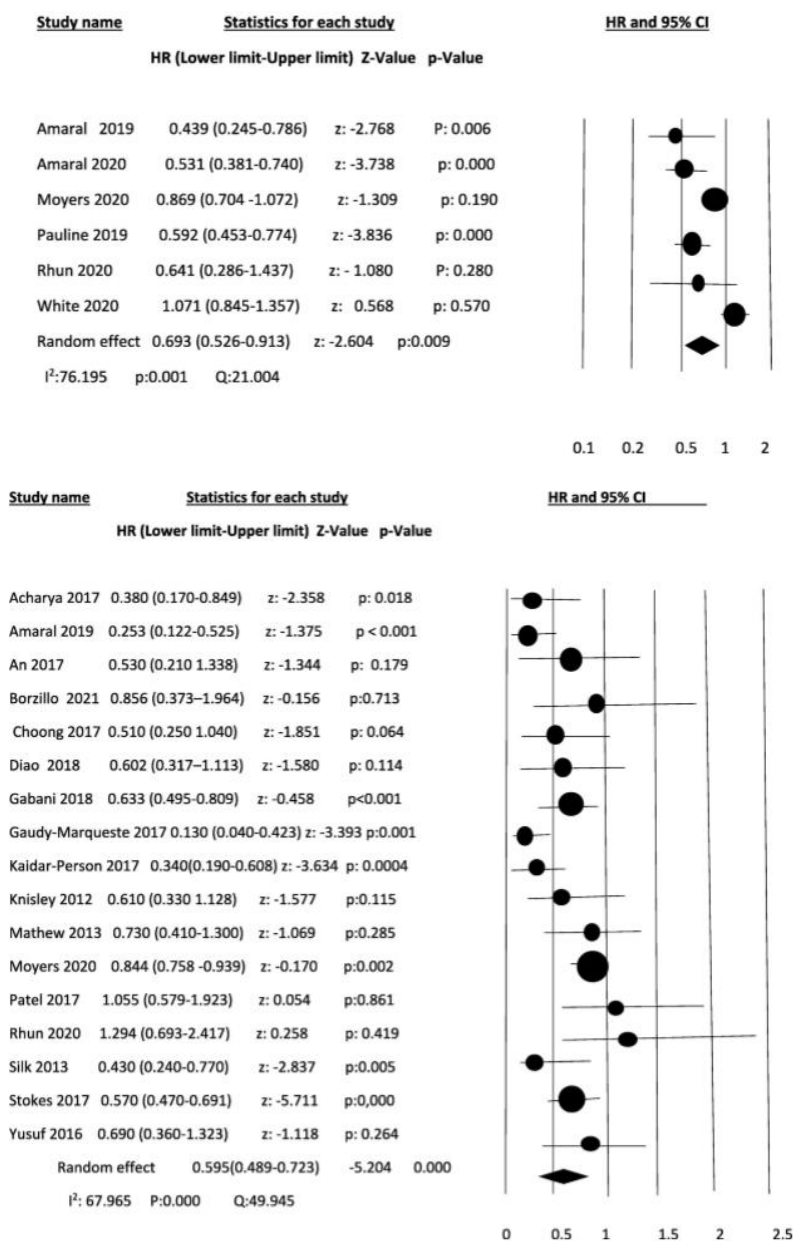 Study name Statistics for each study HR and 95% CI
HR (Lower limit-Upper limit) Z-Value p-Value
Amaral 2019 0.439 (0.245-0.786) z: -2.768 P: 0.006
Amaral 2020 0.531 (0.381-0.740) z: -3.738 p: 0.000
Moyers 2020 0.869 (0.704 -1.072) z: -1.309 p: 0.190
Pauline 2019 0.592 (0.453-0.774) z: -3.836 p: 0.000
Rhun 2020 0.641 (0.286-1.437) z: - 1.080 P: 0.280
White 2020 1.071 (0.845-1.357) z: 0.568 p: 0.570
Random effect 0.693 (0.526-0.913) z: -2.604 p:0.009
I²:76.195 p:0.001 Q:21.004
0.1 0.2 0.5 1 2
Study name Statistics for each study HR and 95% CI
HR (Lower limit-Upper limit) Z-Value p-Value
Acharya 2017 0.380 (0.170-0.849) z: -2.358 p: 0.018
Amaral 2019 0.253 (0.122-0.525) z: -1.375 p < 0.001
An 2017 0.530 (0.210 1.338) z: -1.344 p: 0.179
Borzillo 2021 0.856 (0.373–1.964) z: -0.156 p:0.713
Choong 2017 0.510 (0.250 1.040) z: -1.851 p: 0.064
Diao 2018 0.602 (0.317–1.113) z: -1.580 p: 0.114
Gabani 2018 0.633 (0.495-0.809) z: -0.458 p<0.001
Gaudy-Marqueste 2017 0.130 (0.040-0.423) z: -3.393 p:0.001
Kaidar-Person 2017 0.340(0.190-0.608) z: -3.634 p: 0.0004
Knisley 2012 0.610 (0.330 1.128) z: -1.577 p:0.115
Mathew 2013 0.730 (0.410-1.300) z: -1.069 p:0.285
Moyers 2020 0.844 (0.758 -0.939) z: -0.170 p:0.002
Patel 2017 1.055 (0.579-1.923) z: 0.054 p:0.861
Rhun 2020 1.294 (0.693-2.417) z: 0.258 p: 0.419
Silk 2013 0.430 (0.240-0.770) z: -2.837 p:0.005
Stokes 2017 0.570 (0.470-0.691) z: -5.711 p:0,000
Yusuf 2016 0.690 (0.360-1.323) z: -1.118 p: 0.264
Random effect 0.595(0.489-0.723) -5.204 0.000
I²: 67.965 P:0.000 Q:49.945
0 0.5 1 2 2.5